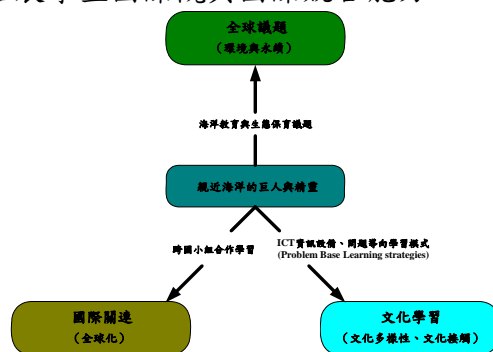 全球議題
(環境與永續)
海洋教育與生態保育議題
親近海洋的巨人與精靈
跨國小組合作學習
ICT資訊設備、問題導向學習模式
(Problem Base Learning strategies)
國際關連
(全球化)
文化學習
(文化多樣性、文化接觸)